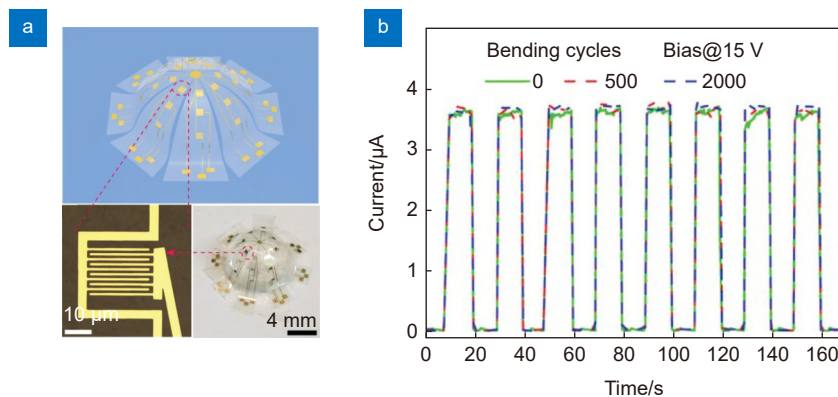 a
10 μm
4 mm
b
Bending cycles Bias@15 V
0 500 2000
Current/μA
4
3
2
1
0
0 20 40 60 80 100 120 140 160
Time/s